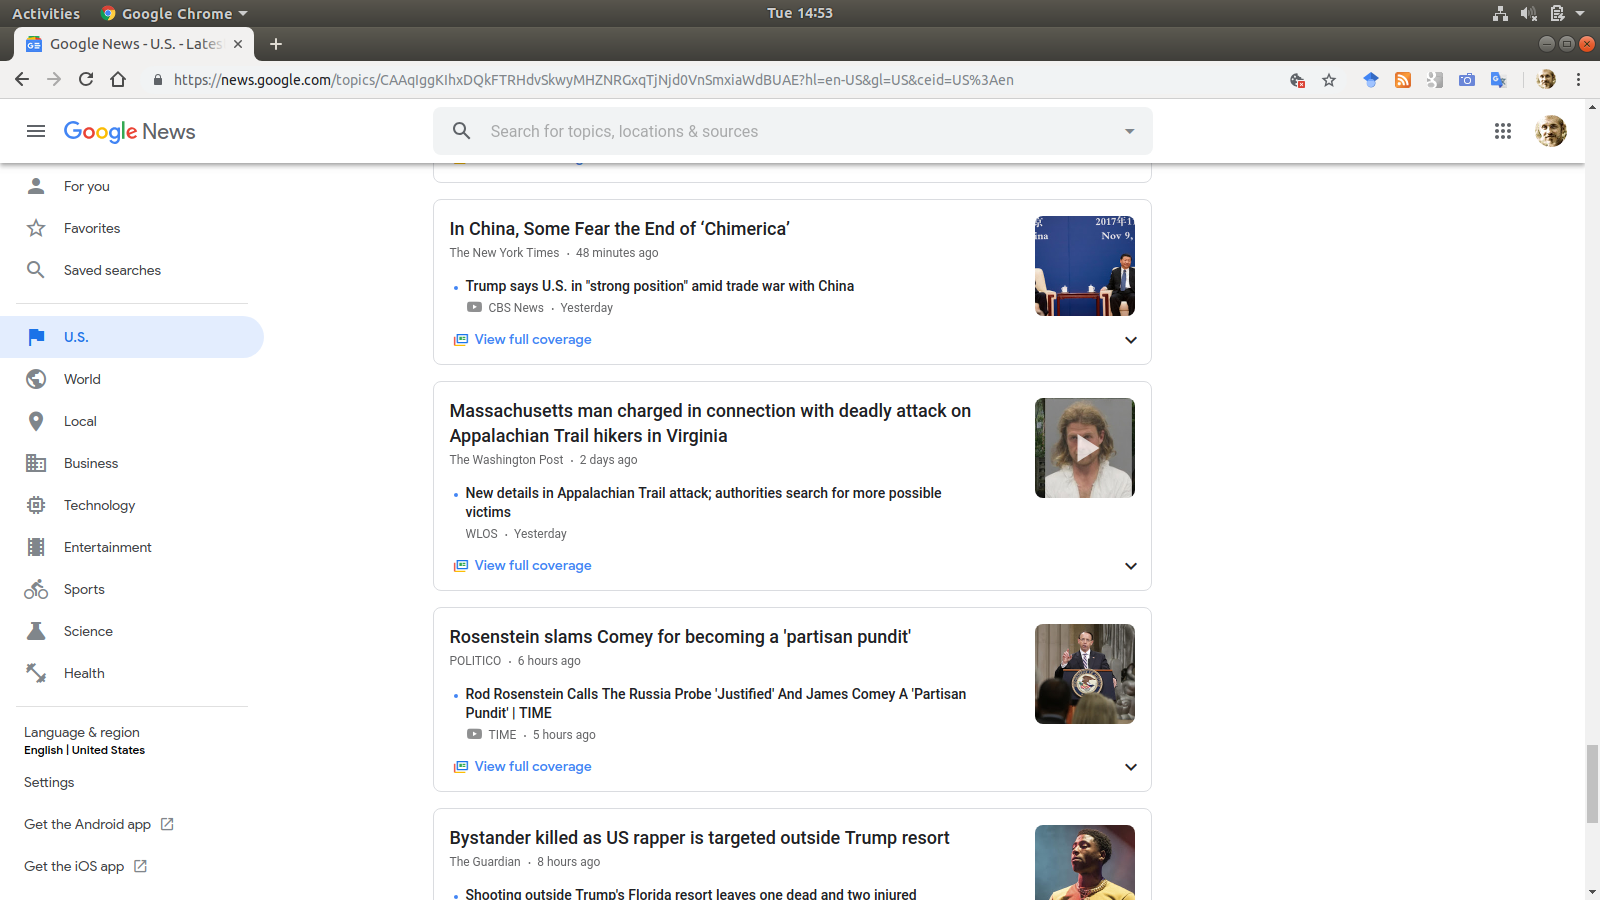 Activities
Google Chrome
Tue 14:53
Google News - U.S. - Lates
https://news.google.com/topics/CAAqIggKIhxDQkFTRHdvSkwyMHZNRGxqTjNjd0VnSmxiaWdBUAE?hl=en-US&gl=US&ceid=US%3Aen
Google News
Search for topics, locations & sources
For you
Favorites
Saved searches
U.S.
World
Local
Business
Technology
Entertainment
Sports
Science
Health
Language & region
English | United States
Settings
Get the Android app
Get the iOS app
In China, Some Fear the End of ‘Chimerica’
The New York Times · 48 minutes ago
Trump says U.S. in "strong position" amid trade war with China
CBS News · Yesterday
View full coverage
2017年1
ina
Nov 9,
Massachusetts man charged in connection with deadly attack on
Appalachian Trail hikers in Virginia
The Washington Post · 2 days ago
New details in Appalachian Trail attack; authorities search for more possible
victims
WLOS · Yesterday
View full coverage
Rosenstein slams Comey for becoming a 'partisan pundit'
POLITICO · 6 hours ago
Rod Rosenstein Calls The Russia Probe 'Justified' And James Comey A 'Partisan
Pundit' | TIME
TIME · 5 hours ago
View full coverage
Bystander killed as US rapper is targeted outside Trump resort
The Guardian · 8 hours ago
Shooting outside Trump's Florida resort leaves one dead and two injured